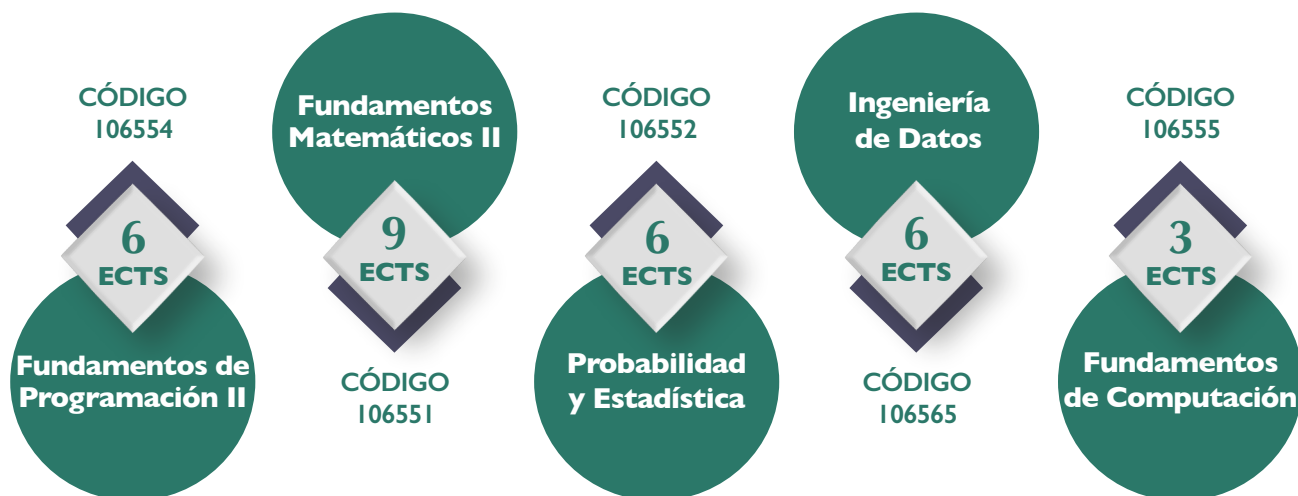 CÓDIGO
106554
6
ECTS
Fundamentos de
Programación II
Fundamentos
Matemáticos II
9
ECTS
CÓDIGO
106551
CÓDIGO
106552
6
ECTS
Probabilidad
y Estadística
Ingeniería
de Datos
6
ECTS
CÓDIGO
106565
CÓDIGO
106555
3
ECTS
Fundamentos
de Computación